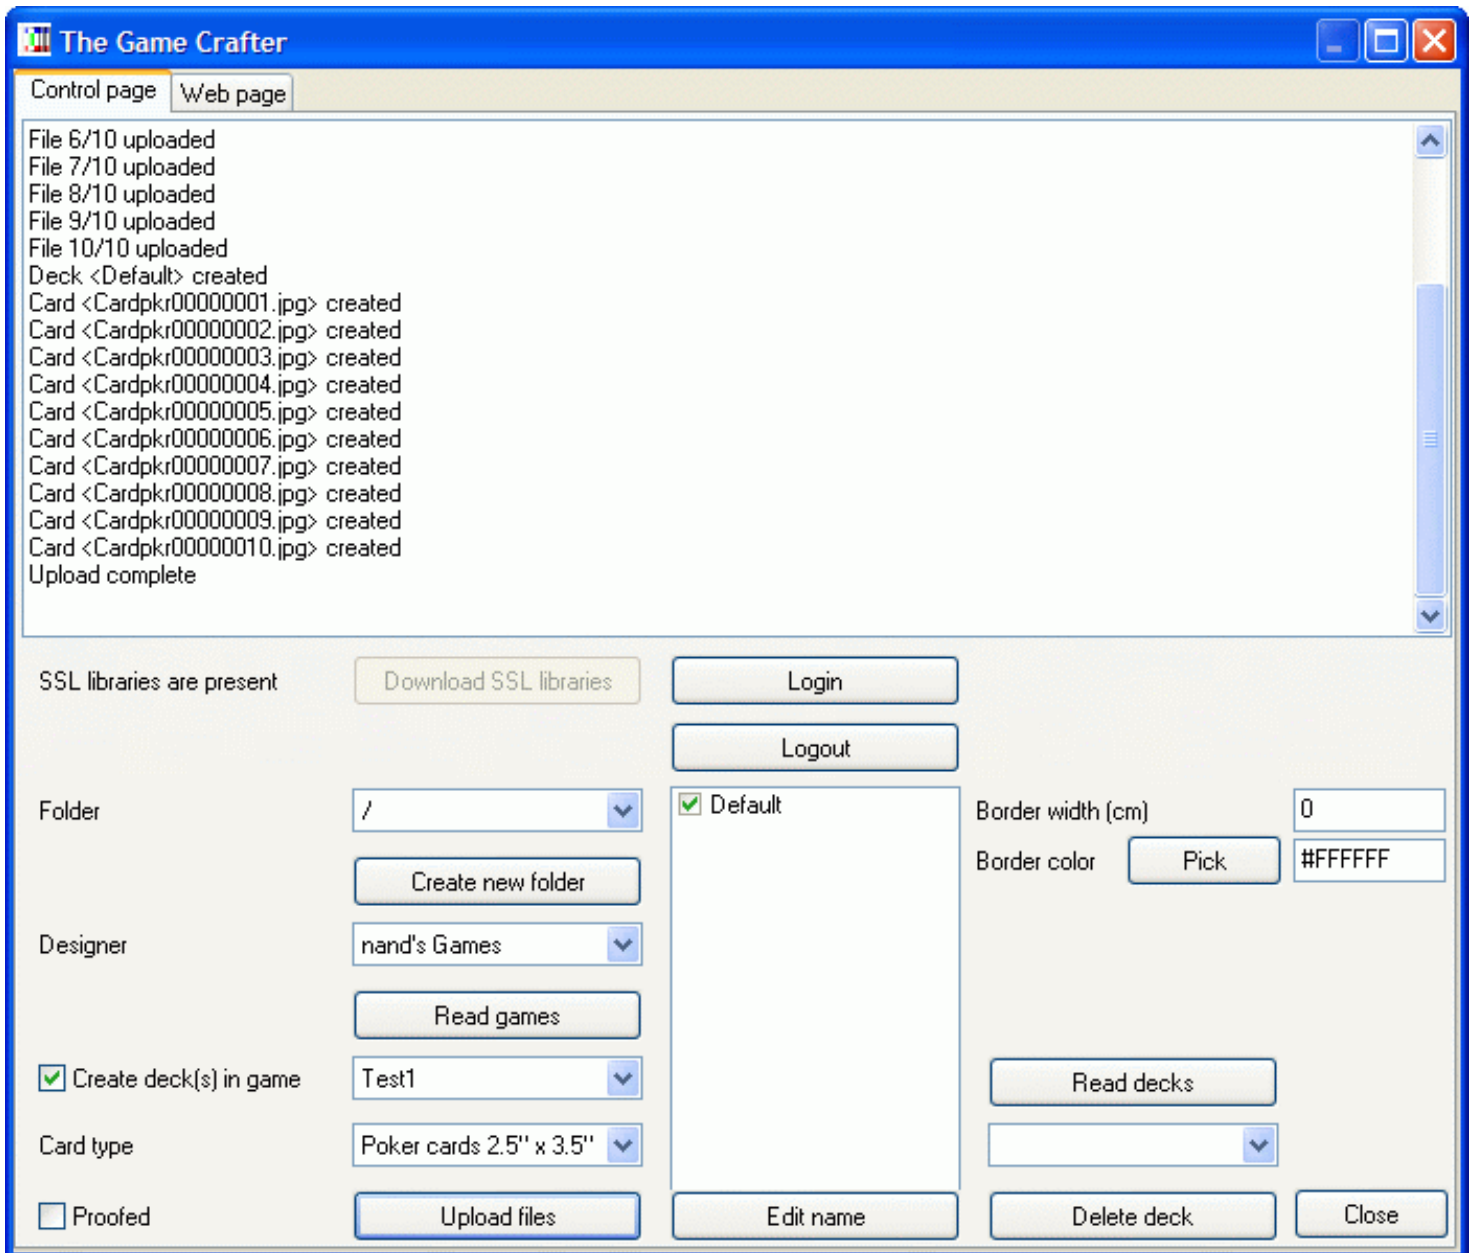 The Game Crafter
Control page
Web page
File 6/10 uploaded
File 7/10 uploaded
File 8/10 uploaded
File 9/10 uploaded
File 10/10 uploaded
Deck <Default> created
Card <Cardpkr00000001.jpg> created
Card <Cardpkr00000002.jpg> created
Card <Cardpkr00000003.jpg> created
Card <Cardpkr00000004.jpg> created
Card <Cardpkr00000005.jpg> created
Card <Cardpkr00000006.jpg> created
Card <Cardpkr00000007.jpg> created
Card <Cardpkr00000008.jpg> created
Card <Cardpkr00000009.jpg> created
Card <Cardpkr00000010.jpg> created
Upload complete
SSL libraries are present
Download SSL libraries
Login
Logout
Folder
/
Default
Border width (cm)
0
Border color
Pick
#FFFFFF
Create new folder
Designer
nand's Games
Read games
Create deck(s) in game
Test1
Read decks
Card type
Poker cards 2.5'' x 3.5''
Proofed
Upload files
Edit name
Delete deck
Close